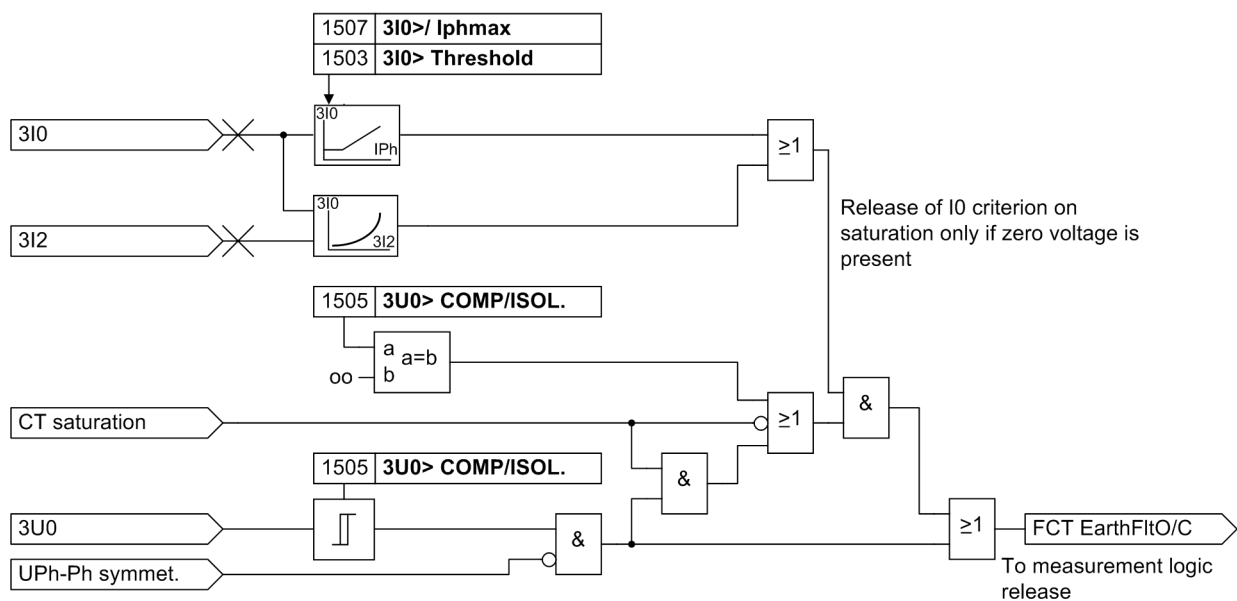 1507 3I0>/ Iphmax
1503 3I0> Threshold
3I0
3I0
IPh
≥1
3I0
3I2
3I2
Release of I0 criterion on
saturation only if zero voltage is
present
1505 3U0> COMP/ISOL.
a
a=b
oo
b
CT saturation
≥1
&
1505 3U0> COMP/ISOL.
&
3U0
&
≥1
FCT EarthFltO/C
UPh-Ph symmet.
To measurement logic
release